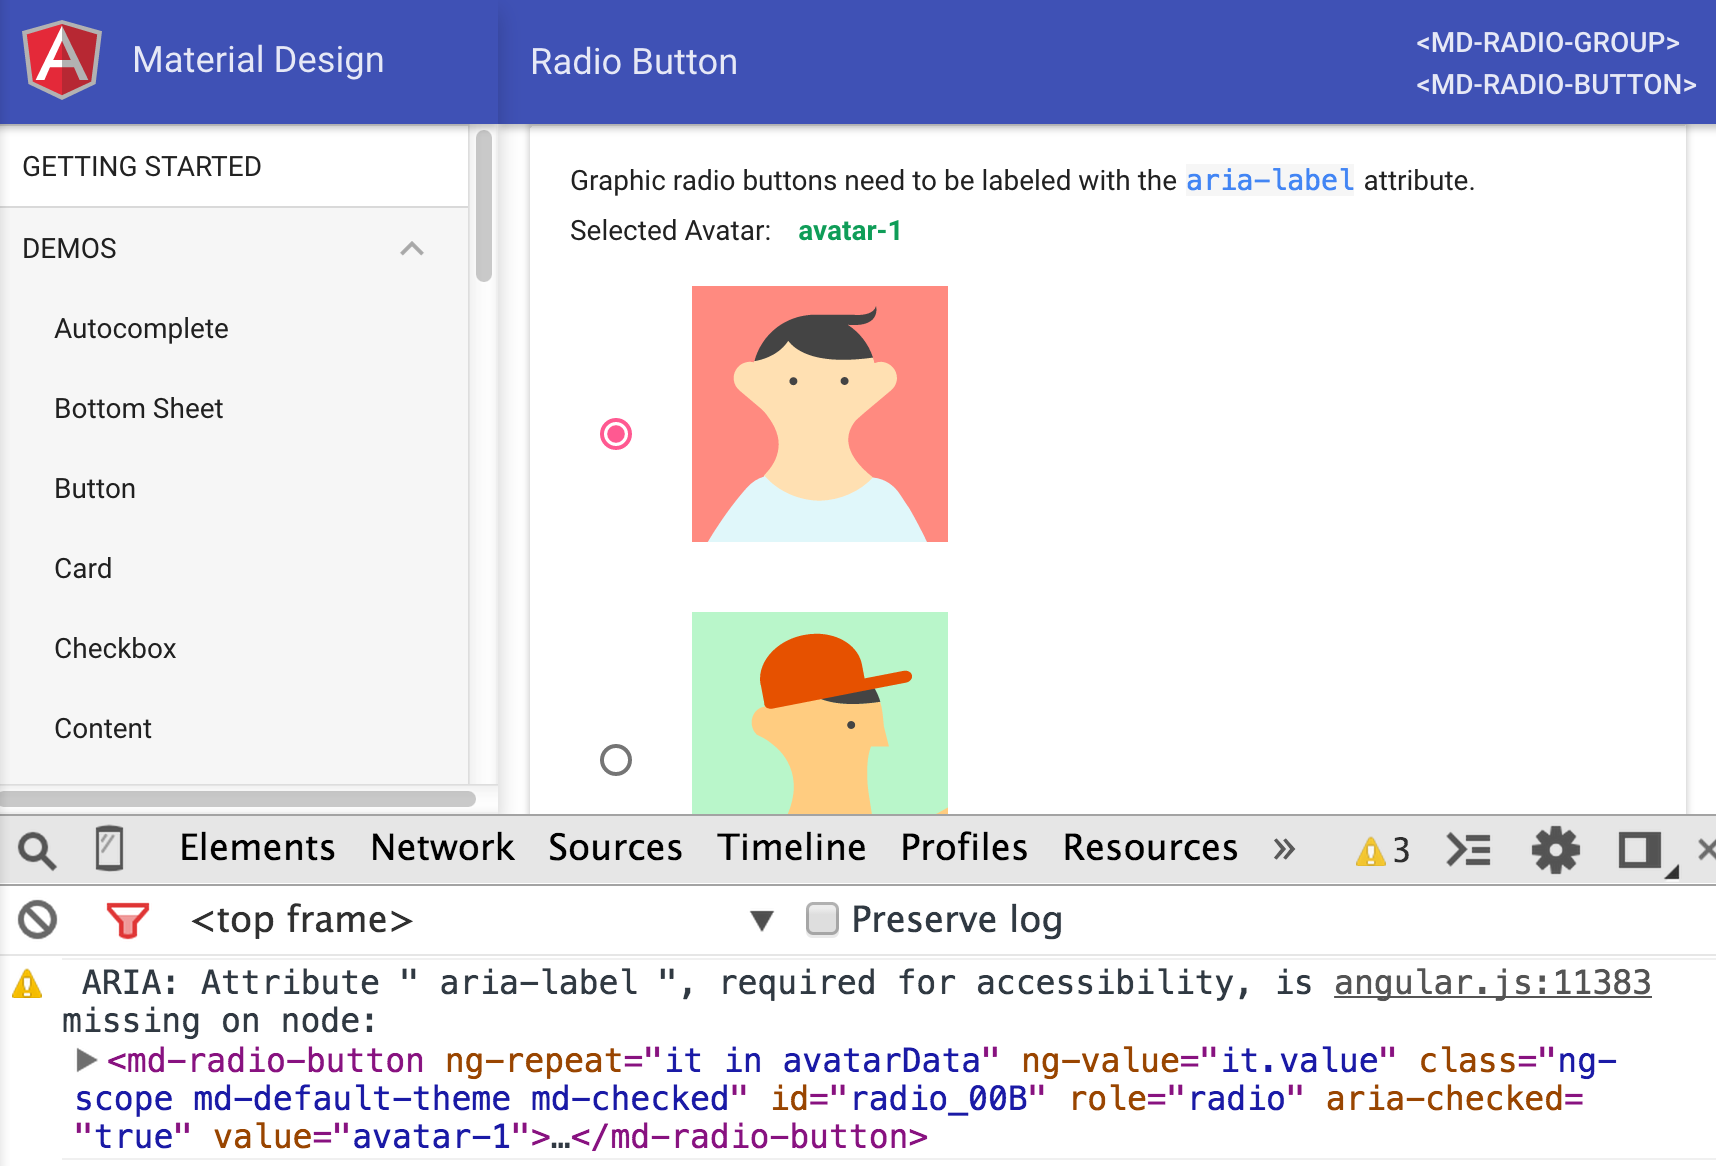 Material Design
Radio Button
<MD-RADIO-GROUP>
<MD-RADIO-BUTTON>
GETTING STARTED
DEMOS
Autocomplete
Bottom Sheet
Button
Card
Checkbox
Content
Graphic radio buttons need to be labeled with the aria-label attribute.
Selected Avatar: avatar-1
Elements Network Sources Timeline Profiles Resources » 3
<top frame> ▼ Preserve log
ARIA: Attribute " aria-label ", required for accessibility, is angular.js:11383
missing on node:
<md-radio-button ng-repeat="it in avatarData" ng-value="it.value" class="ng-
scope md-default-theme md-checked" id="radio_00B" role="radio" aria-checked=
"true" value="avatar-1">…</md-radio-button>